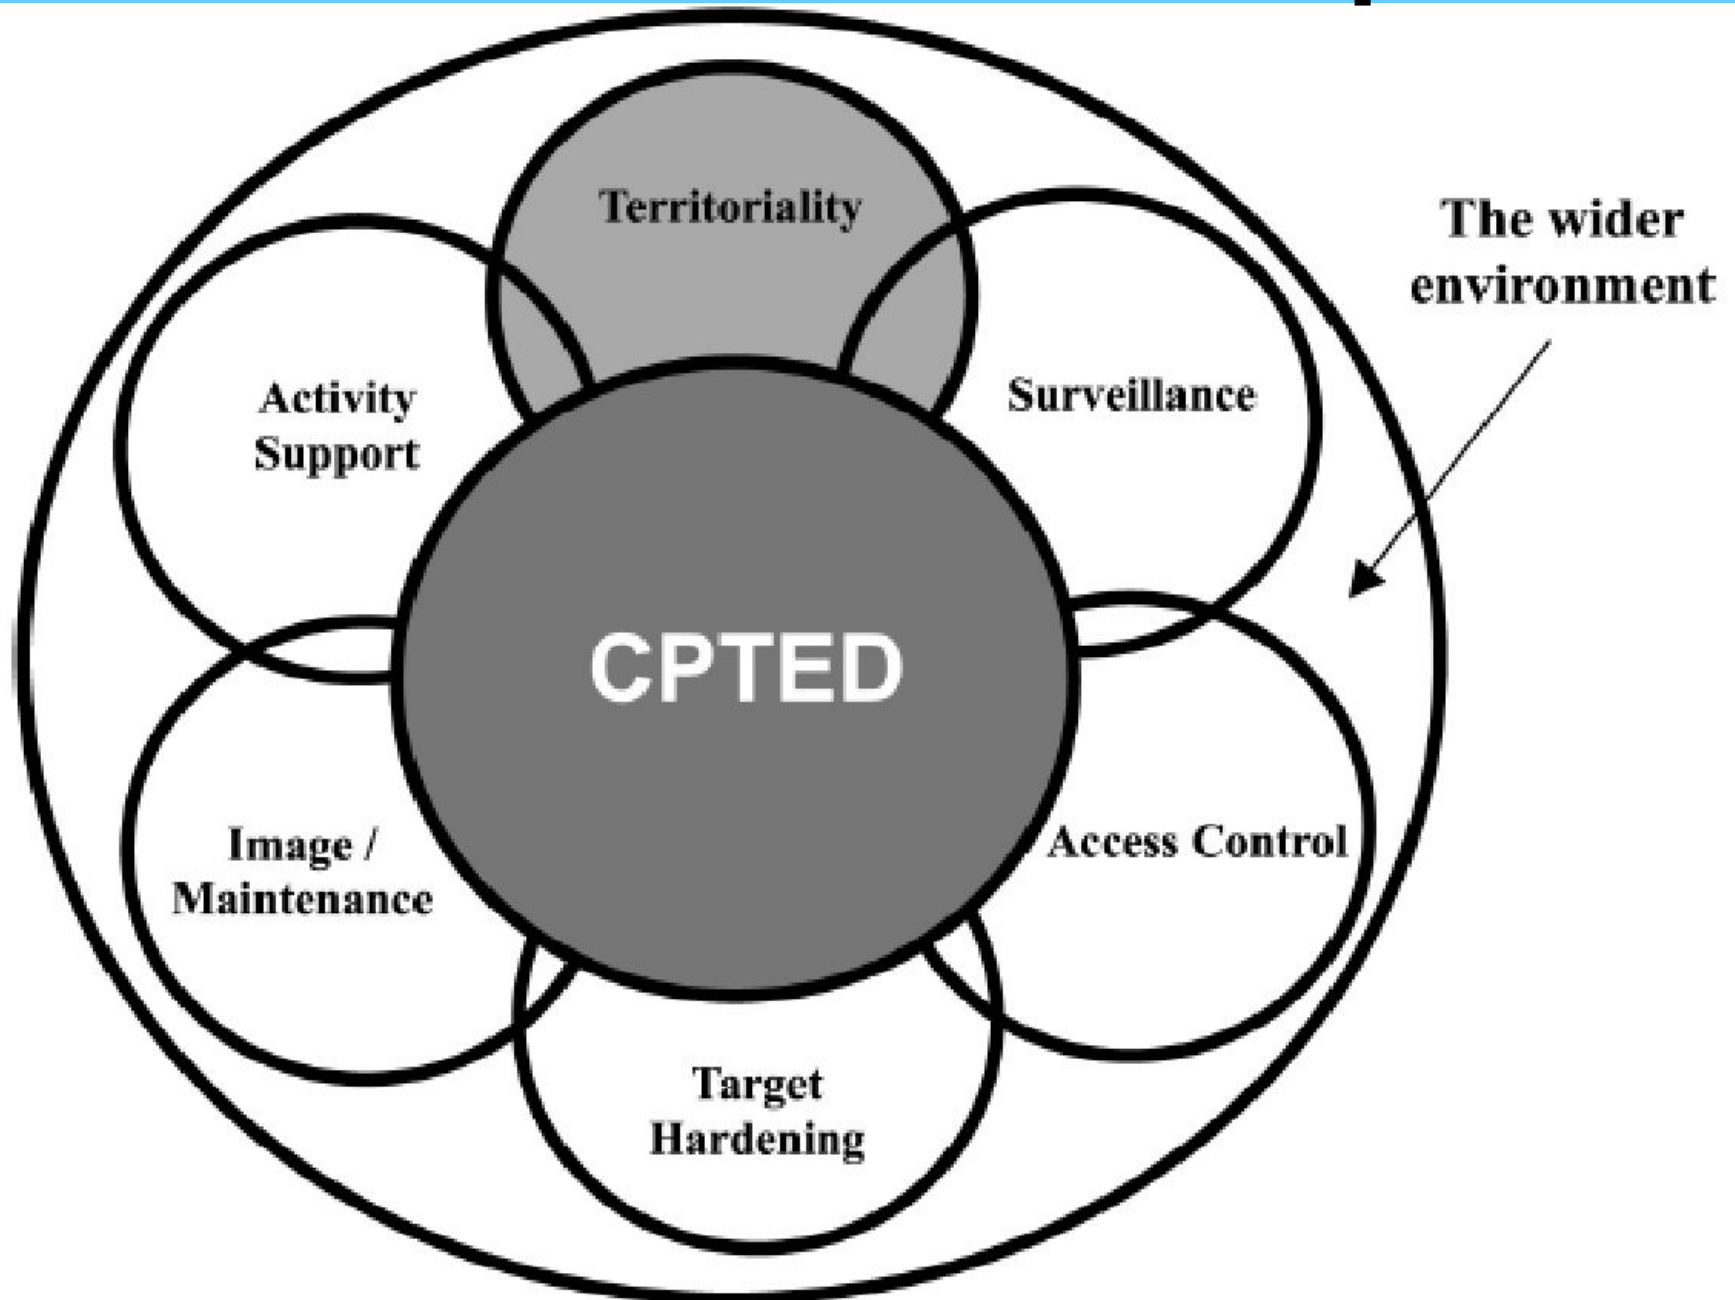 Territoriality
The wider
environment
Activity
Support
Surveillance
CPTED
Image /
Maintenance
Access Control
Target
Hardening